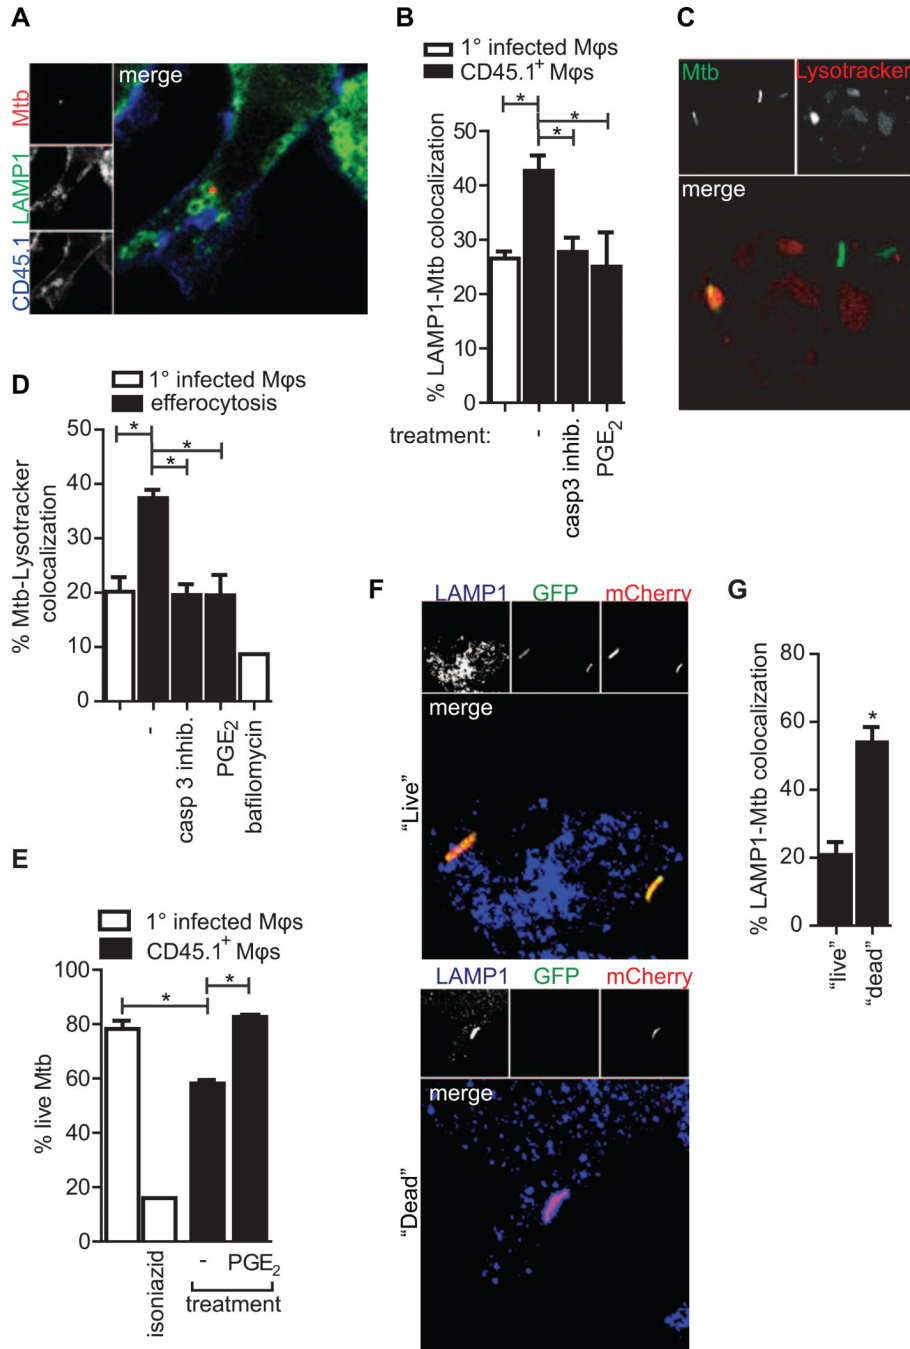 A
Mtb
LAMP1
CD45.1
merge
B
1° infected Mφs
CD45.1+ Mφs
% LAMP1-Mtb colocalization
50
40
30
20
10
0
*
*
*
treatment:
-
casp3 inhib.
PGE2
C
Mtb
Lysotracker
merge
D
1° infected Mφs
efferocytosis
% Mtb-Lysotracker
colocalization
50
40
30
20
10
0
*
*
*
-
casp 3 inhib.
PGE2
bafilomycin
E
1° infected Mφs
CD45.1+ Mφs
% live Mtb
100
80
60
40
20
0
*
*
isoniazid
-
PGE2
treatment
F
LAMP1 GFP mCherry
merge
"Live"
LAMP1 GFP mCherry
merge
"Dead"
G
% LAMP1-Mtb colocalization
80
60
40
20
0
*
"live"
"dead"